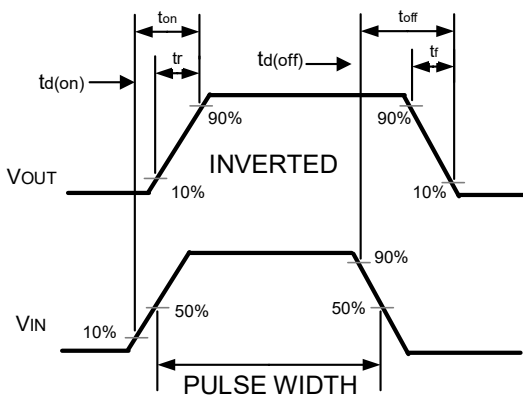 ton
toff
td(on)
tr
td(off)
tf
90%
90%
VOUT
INVERTED
10%
10%
90%
VIN
50%
50%
10%
PULSE WIDTH